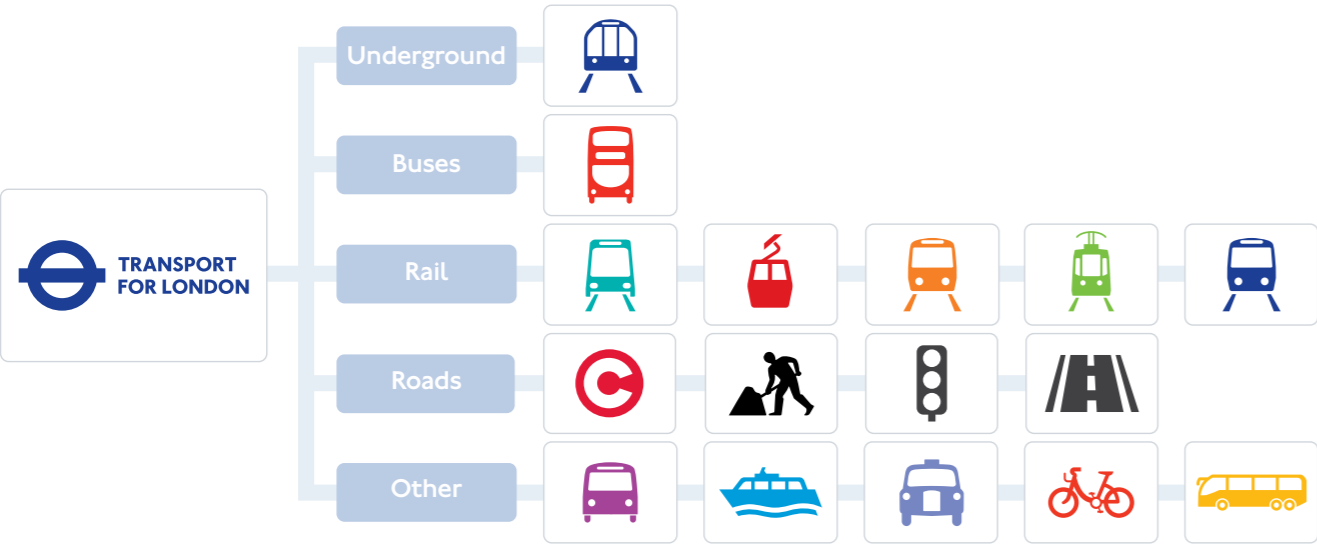 Underground
Buses
TRANSPORT
FOR LONDON
Rail
Roads
Other